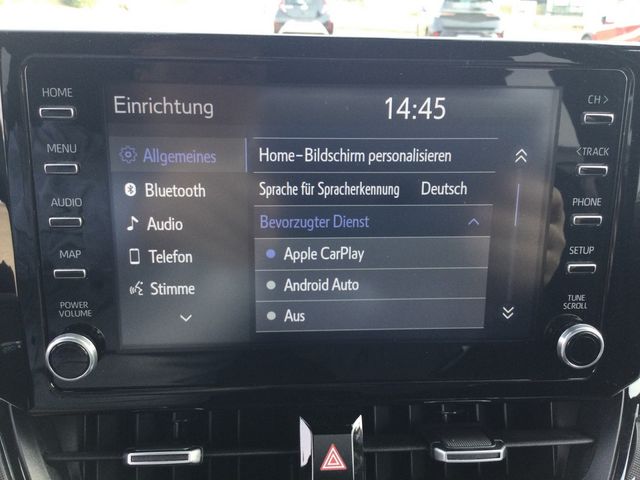 Einrichtung
14:45
Allgemeines
Bluetooth
Audio
Telefon
Stimme
Home-Bildschirm personalisieren
Sprache für Spracherkennung Deutsch
Bevorzugter Dienst
Apple CarPlay
Android Auto
Aus
HOME
MENU
AUDIO
MAP
POWER
VOLUME
CH >
< TRACK
PHONE
SETUP
TUNE
SCROLL